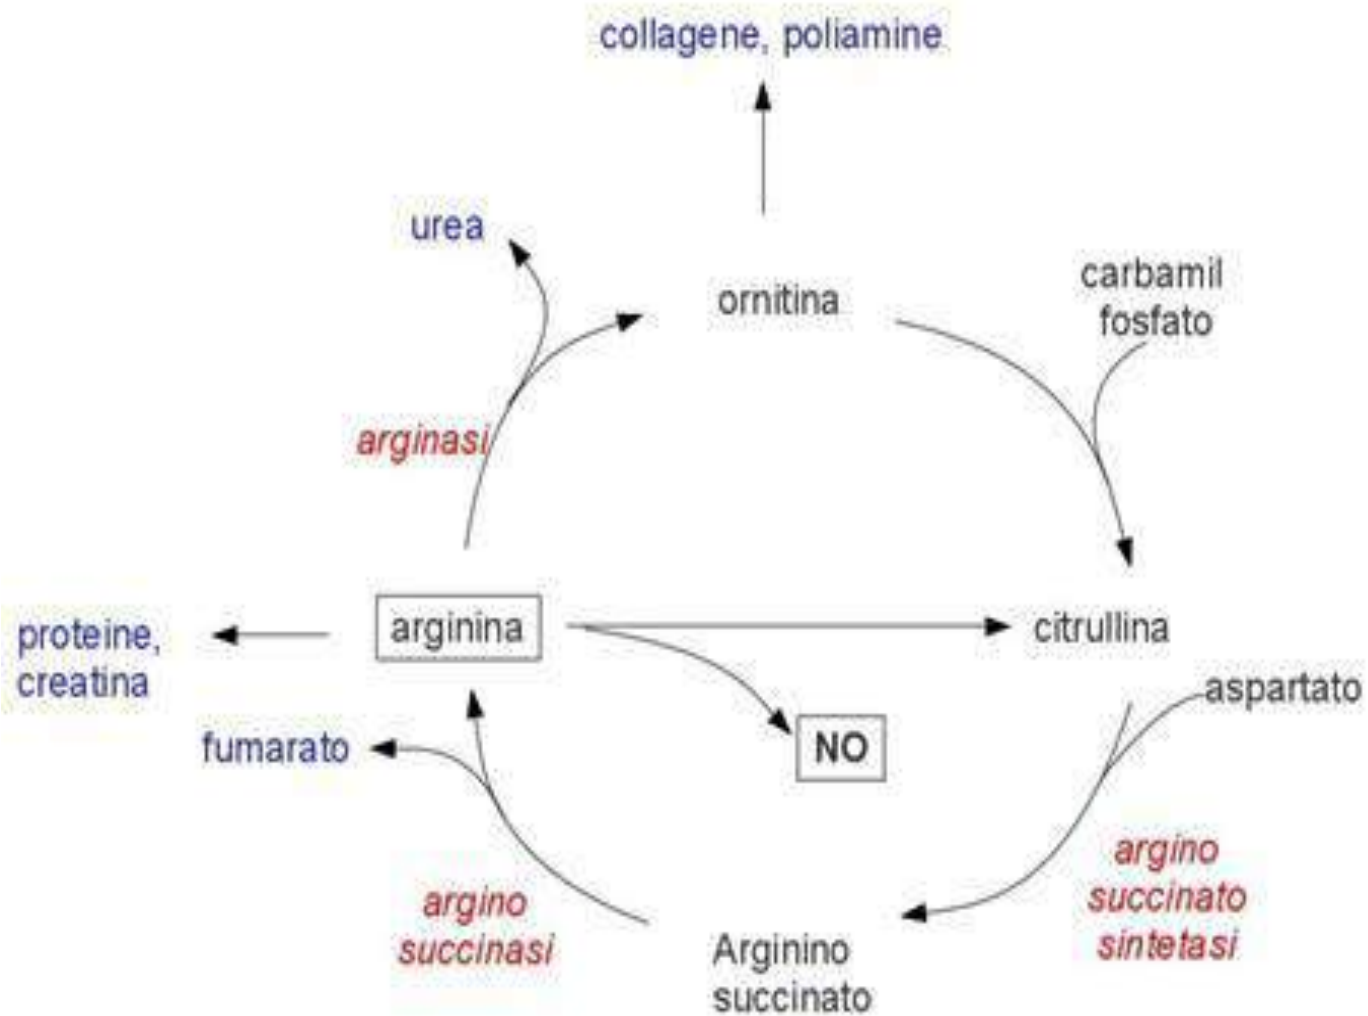 collagene, poliamine
urea
ornitina
carbamil
fosfato
arginasi
arginina
citrullina
proteine,
creatina
aspartato
fumarato
NO
argino
succinasi
argino
succinato
sintetasi
Arginino
succinato